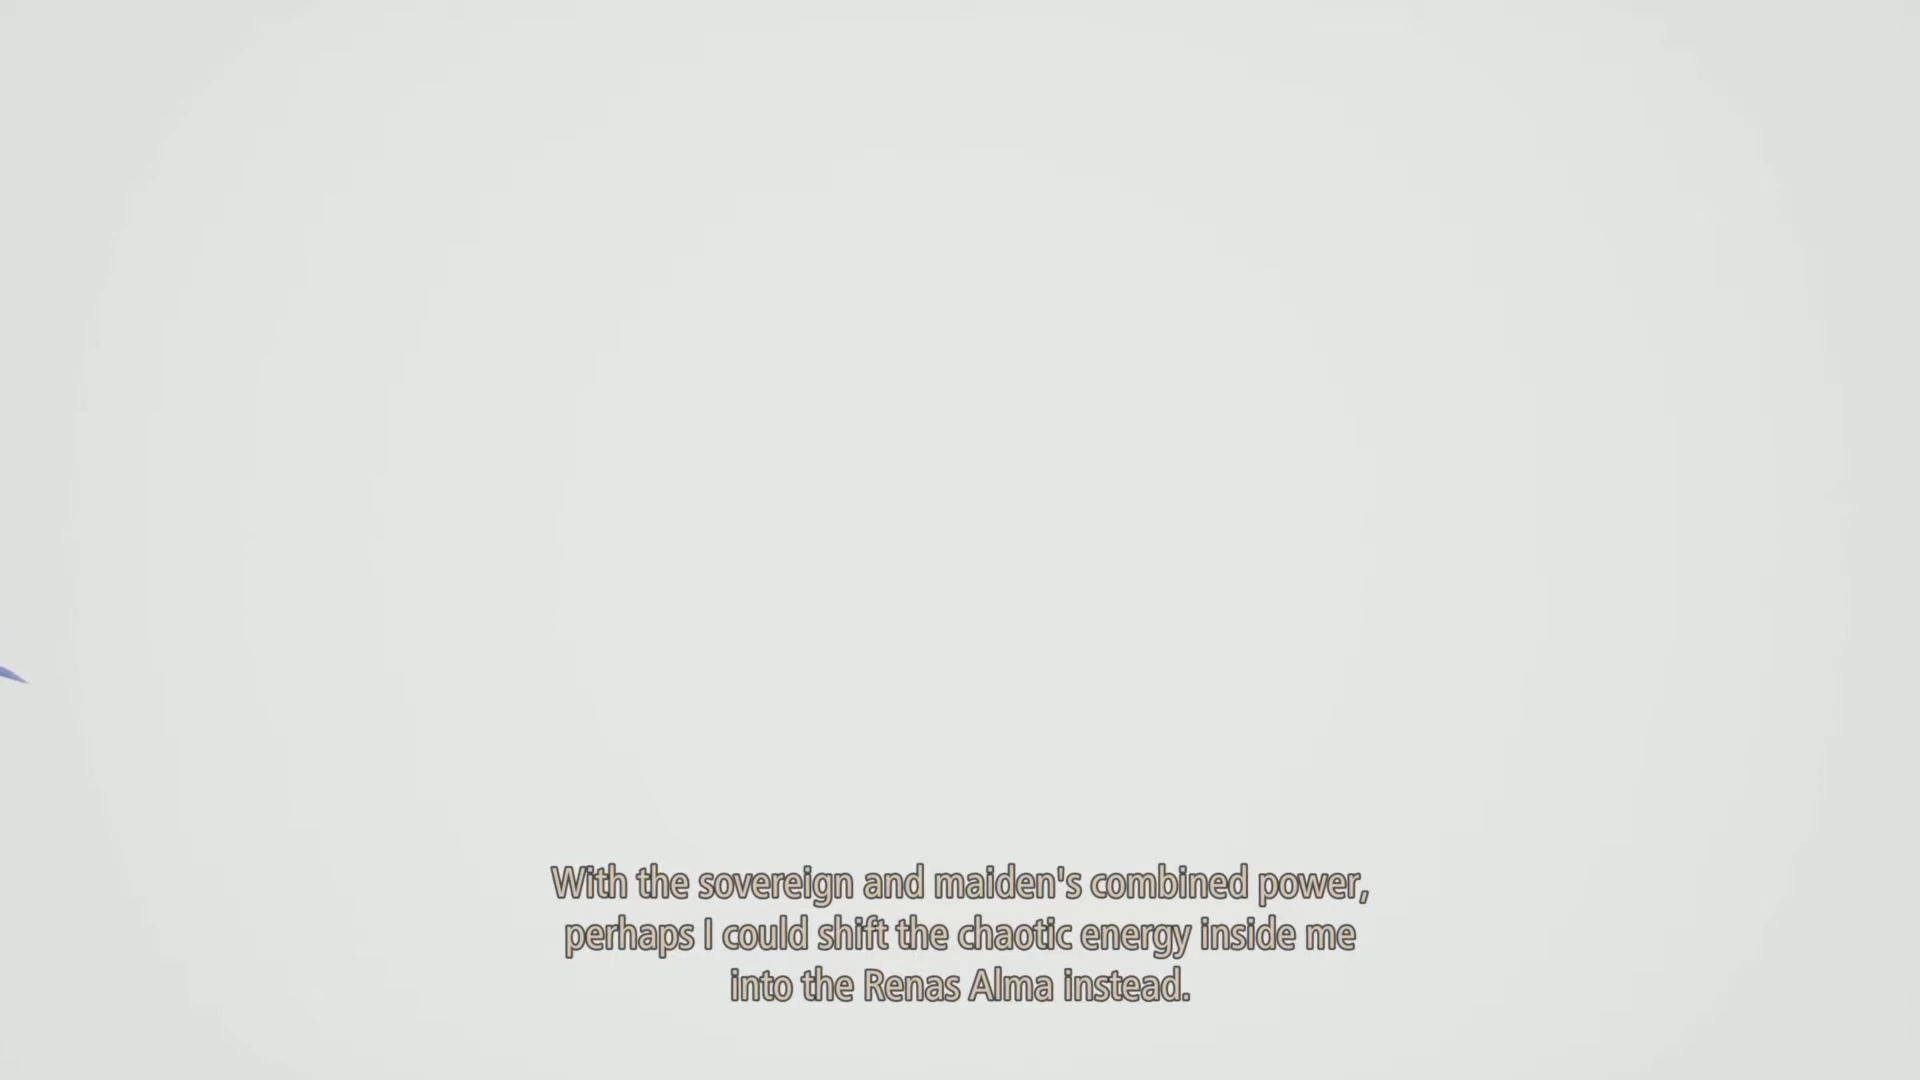 With the sovereign and maiden's combined power,
perhaps I could shift the chaotic energy inside me
into the Renas Alma instead.